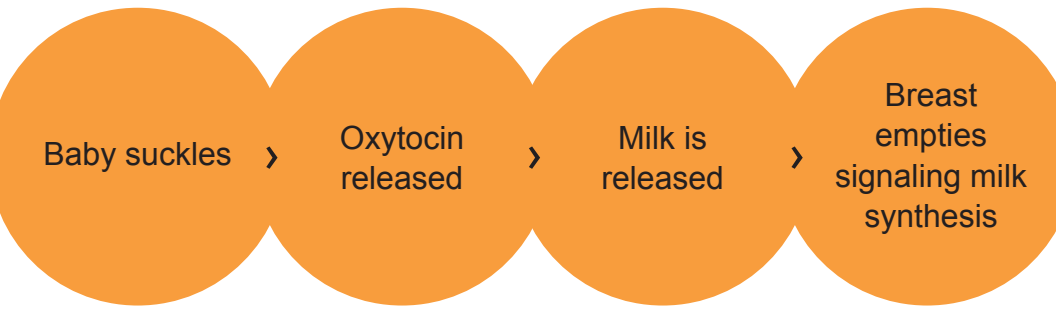 Baby suckles
›
Oxytocin
released
›
Milk is
released
›
Breast
empties
signaling milk
synthesis